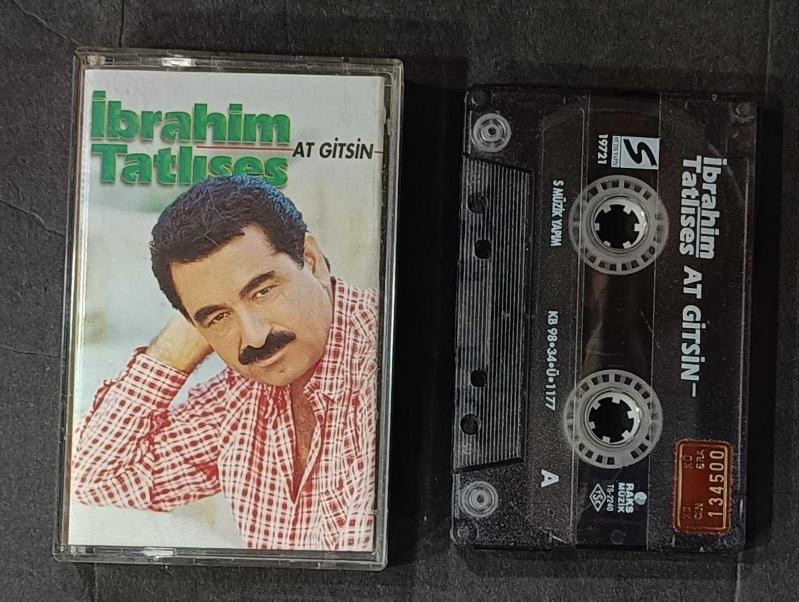 İbrahim
Tatlıses
AT GİTSİN
S
19721
S MÜZİK YAPIM
İbrahim
Tatlıses AT GİTSİN
KB 98•34•Ü•1177
A
RAKS
MÜZİK
TS-2240
TSE
134500